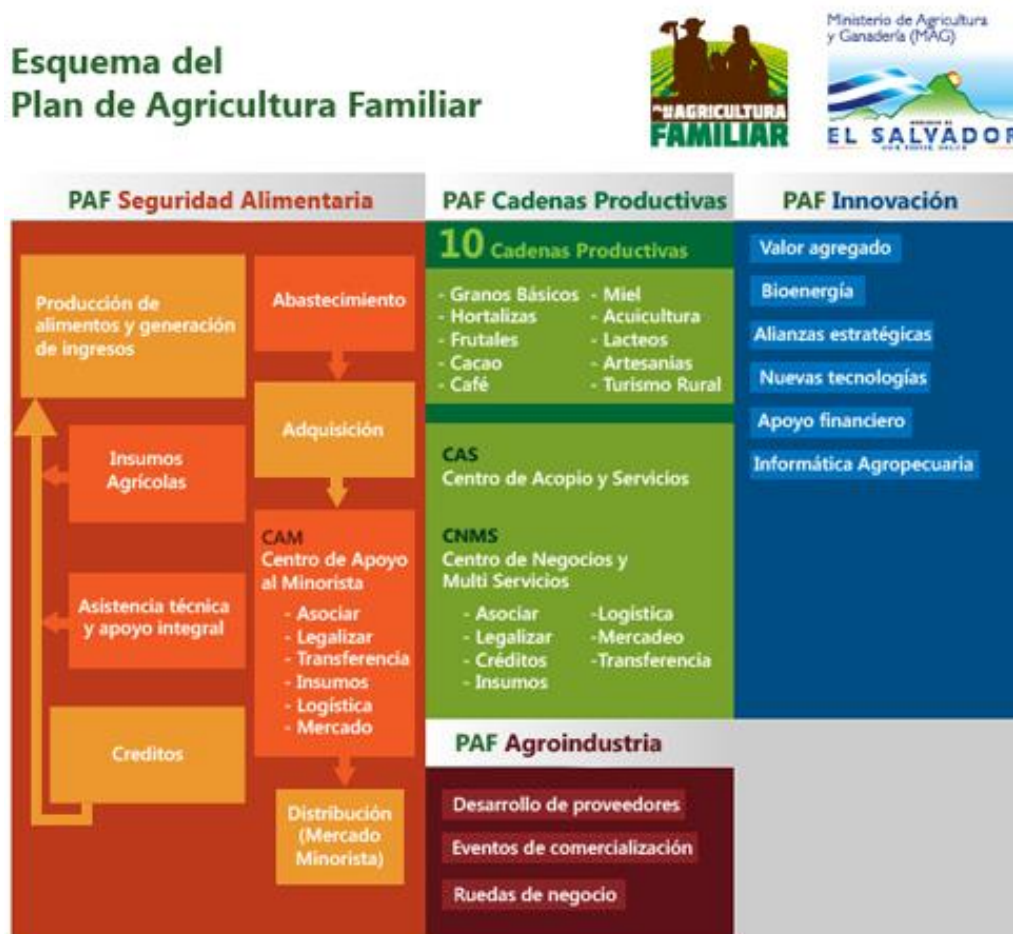 Esquema del
Plan de Agricultura Familiar
AGRICULTURA
FAMILIAR
Ministerio de Agricultura
y Ganadería (MAG)
EL SALVADOR
PAF Seguridad Alimentaria
Producción de
alimentos y generación
de ingresos
Insumos
Agrícolas
Asistencia técnica
y apoyo integral
Creditos
Abastecimiento
Adquisición
CAM
Centro de Apoyo
al Minorista
- Asociar
- Legalizar
- Transferencia
- Insumos
- Logística
- Mercado
Distribución
(Mercado
Minorista)
PAF Cadenas Productivas
10 Cadenas Productivas
- Granos Básicos
- Hortalizas
- Frutales
- Cacao
- Café
- Miel
- Acuicultura
- Lacteos
- Artesanias
- Turismo Rural
CAS
Centro de Acopio y Servicios
CNMS
Centro de Negocios y
Multi Servicios
- Asociar
- Legalizar
- Créditos
- Insumos
-Logística
-Mercadeo
-Transferencia
PAF Agroindustria
Desarrollo de proveedores
Eventos de comercialización
Ruedas de negocio
PAF Innovación
Valor agregado
Bioenergía
Alianzas estratégicas
Nuevas tecnologías
Apoyo financiero
Informática Agropecuaria